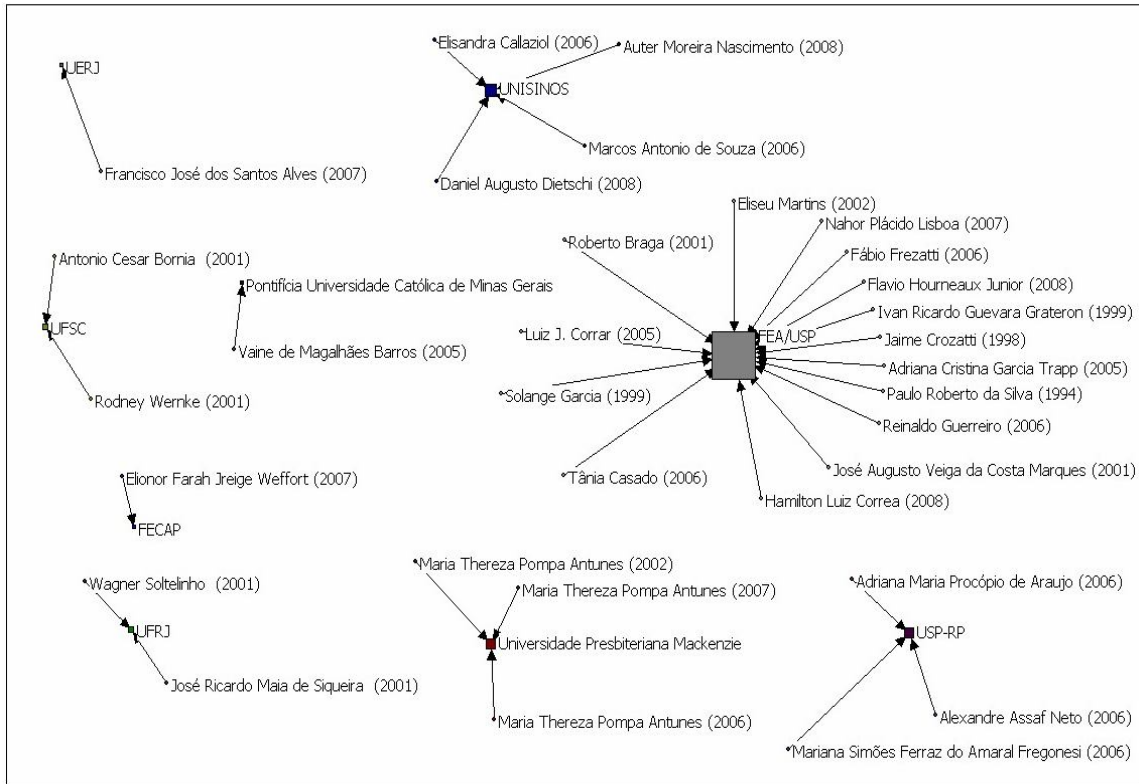 Elisandra Callaziol (2006)
Auter Moreira Nascimento (2008)
UERJ
UNISINOS
Marcos Antonio de Souza (2006)
Francisco José dos Santos Alves (2007)
Daniel Augusto Dietschi (2008)
Eliseu Martins (2002)
Nahor Plácido Lisboa (2007)
Roberto Braga (2001)
Fábio Frezatti (2006)
Antonio Cesar Bornia (2001)
Pontifícia Universidade Católica de Minas Gerais
Flavio Hourneaux Junior (2008)
Ivan Ricardo Guevara Grateron (1999)
UFSC
Luiz J. Corrar (2005)
FEA/USP
Jaime Crozatti (1998)
Vaine de Magalhães Barros (2005)
Adriana Cristina Garcia Trapp (2005)
Rodney Wernke (2001)
Solange Garcia (1999)
Paulo Roberto da Silva (1994)
Reinaldo Guerreiro (2006)
Elionor Farah Jreige Weffort (2007)
Tânia Casado (2006)
José Augusto Veiga da Costa Marques (2001)
Hamilton Luiz Correa (2008)
FECAP
Maria Thereza Pompa Antunes (2002)
Wagner Soltelinho (2001)
Maria Thereza Pompa Antunes (2007)
Adriana Maria Procópio de Araujo (2006)
UFRJ
Universidade Presbiteriana Mackenzie
USP-RP
José Ricardo Maia de Siqueira (2001)
Maria Thereza Pompa Antunes (2006)
Alexandre Assaf Neto (2006)
Mariana Simões Ferraz do Amaral Fregonesi (2006)